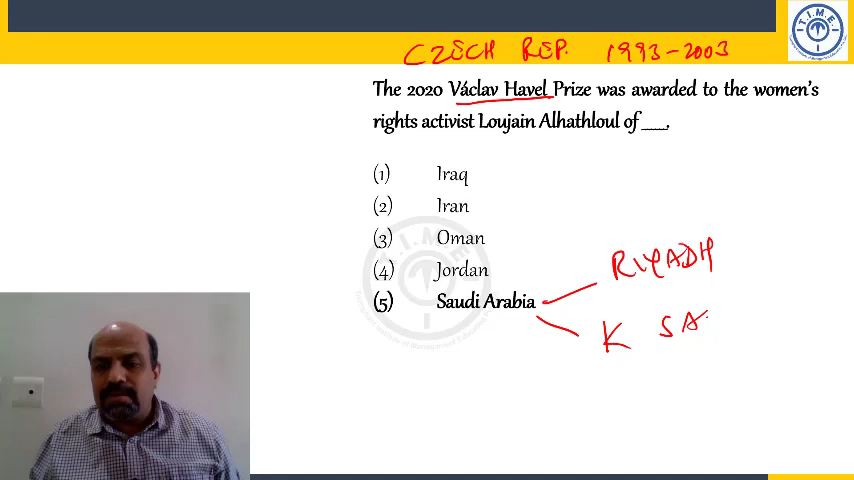 T.I.M.E.
CZECH REP. 1993-2003
The 2020 Václav Havel Prize was awarded to the women's
rights activist Loujain Alhathloul of ____.
(1) Iraq
(2) Iran
(3) Oman
(4) Jordan
(5) Saudi Arabia
RIYADH
K SA